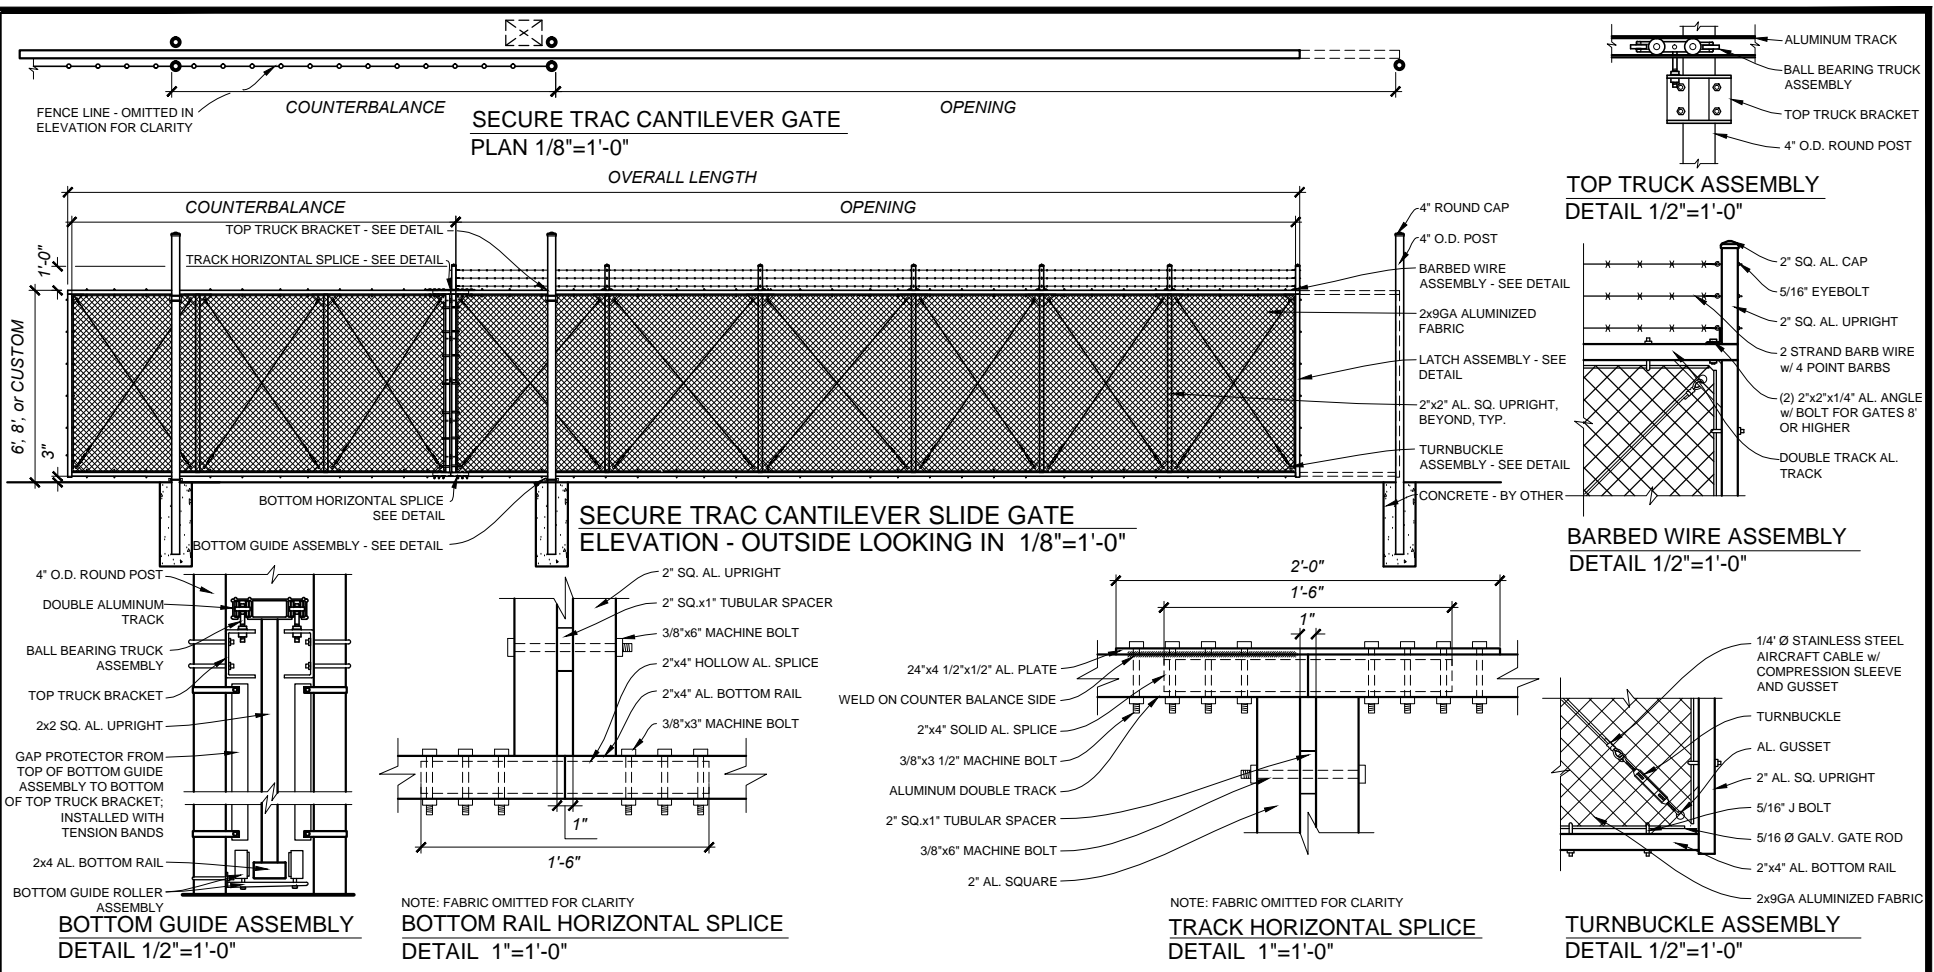 FENCE LINE - OMITTED IN
ELEVATION FOR CLARITY
COUNTERBALANCE
OPENING
SECURE TRAC CANTILEVER GATE
PLAN 1/8"=1'-0"
ALUMINUM TRACK
BALL BEARING TRUCK
ASSEMBLY
TOP TRUCK BRACKET
4" O.D. ROUND POST
TOP TRUCK ASSEMBLY
DETAIL 1/2"=1'-0"
OVERALL LENGTH
COUNTERBALANCE
OPENING
TOP TRUCK BRACKET - SEE DETAIL
TRACK HORIZONTAL SPLICE - SEE DETAIL
1'-0"
6', 8', or CUSTOM
3"
4" ROUND CAP
4" O.D. POST
BARBED WIRE
ASSEMBLY - SEE DETAIL
2x9GA ALUMINIZED
FABRIC
LATCH ASSEMBLY - SEE
DETAIL
2"x2" AL. SQ. UPRIGHT,
BEYOND, TYP.
TURNBUCKLE
ASSEMBLY - SEE DETAIL
CONCRETE - BY OTHER
BOTTOM HORIZONTAL SPLICE
SEE DETAIL
BOTTOM GUIDE ASSEMBLY - SEE DETAIL
SECURE TRAC CANTILEVER SLIDE GATE
ELEVATION - OUTSIDE LOOKING IN 1/8"=1'-0"
2" SQ. AL. CAP
5/16" EYEBOLT
2" SQ. AL. UPRIGHT
2 STRAND BARB WIRE
w/ 4 POINT BARBS
(2) 2"x2"x1/4" AL. ANGLE
w/ BOLT FOR GATES 8'
OR HIGHER
DOUBLE TRACK AL.
TRACK
BARBED WIRE ASSEMBLY
DETAIL 1/2"=1'-0"
4" O.D. ROUND POST
DOUBLE ALUMINUM
TRACK
BALL BEARING TRUCK
ASSEMBLY
TOP TRUCK BRACKET
2x2 SQ. AL. UPRIGHT
GAP PROTECTOR FROM
TOP OF BOTTOM GUIDE
ASSEMBLY TO BOTTOM
OF TOP TRUCK BRACKET;
INSTALLED WITH
TENSION BANDS
2x4 AL. BOTTOM RAIL
BOTTOM GUIDE ROLLER
ASSEMBLY
BOTTOM GUIDE ASSEMBLY
DETAIL 1/2"=1'-0"
2" SQ. AL. UPRIGHT
2" SQ.x1" TUBULAR SPACER
3/8"x6" MACHINE BOLT
2"x4" HOLLOW AL. SPLICE
2"x4" AL. BOTTOM RAIL
3/8"x3" MACHINE BOLT
1"
1'-6"
NOTE: FABRIC OMITTED FOR CLARITY
BOTTOM RAIL HORIZONTAL SPLICE
DETAIL 1"=1'-0"
2'-0"
1'-6"
1"
24"x4 1/2"x1/2" AL. PLATE
WELD ON COUNTER BALANCE SIDE
2"x4" SOLID AL. SPLICE
3/8"x3 1/2" MACHINE BOLT
ALUMINUM DOUBLE TRACK
2" SQ.x1" TUBULAR SPACER
3/8"x6" MACHINE BOLT
2" AL. SQUARE
NOTE: FABRIC OMITTED FOR CLARITY
TRACK HORIZONTAL SPLICE
DETAIL 1"=1'-0"
1/4' Ø STAINLESS STEEL
AIRCRAFT CABLE w/
COMPRESSION SLEEVE
AND GUSSET
TURNBUCKLE
AL. GUSSET
2" AL. SQ. UPRIGHT
5/16" J BOLT
5/16 Ø GALV. GATE ROD
2"x4" AL. BOTTOM RAIL
2x9GA ALUMINIZED FABRIC
TURNBUCKLE ASSEMBLY
DETAIL 1/2"=1'-0"